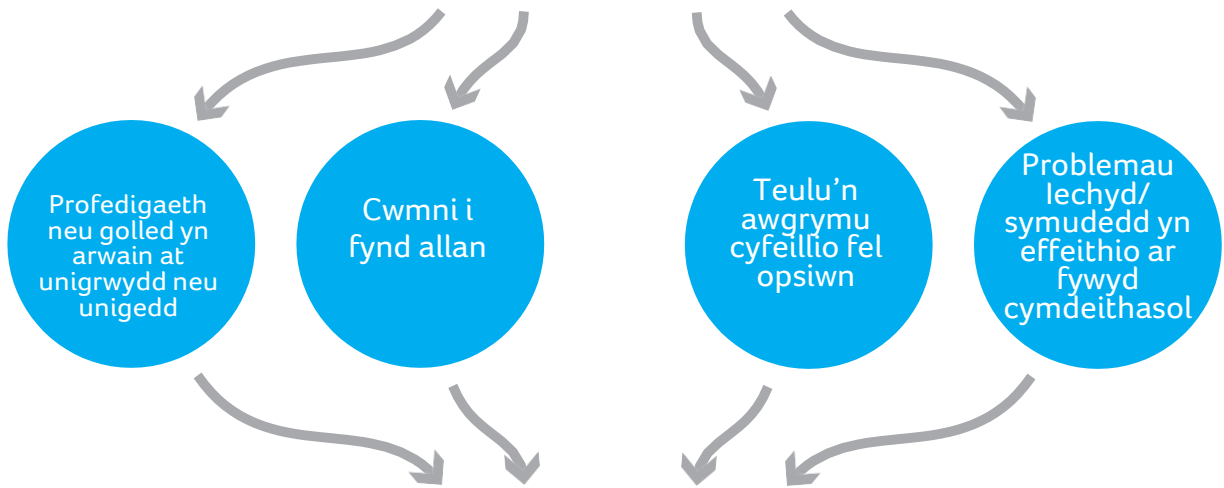 Profedigaeth
neu golled yn
arwain at
unigrwydd neu
unigedd
Cwmni i
fynd allan
Teulu’n
awgrymu
cyfeillio fel
opsiwn
Problemau
Iechyd/
symudedd yn
effeithio ar
fywyd
cymdeithasol